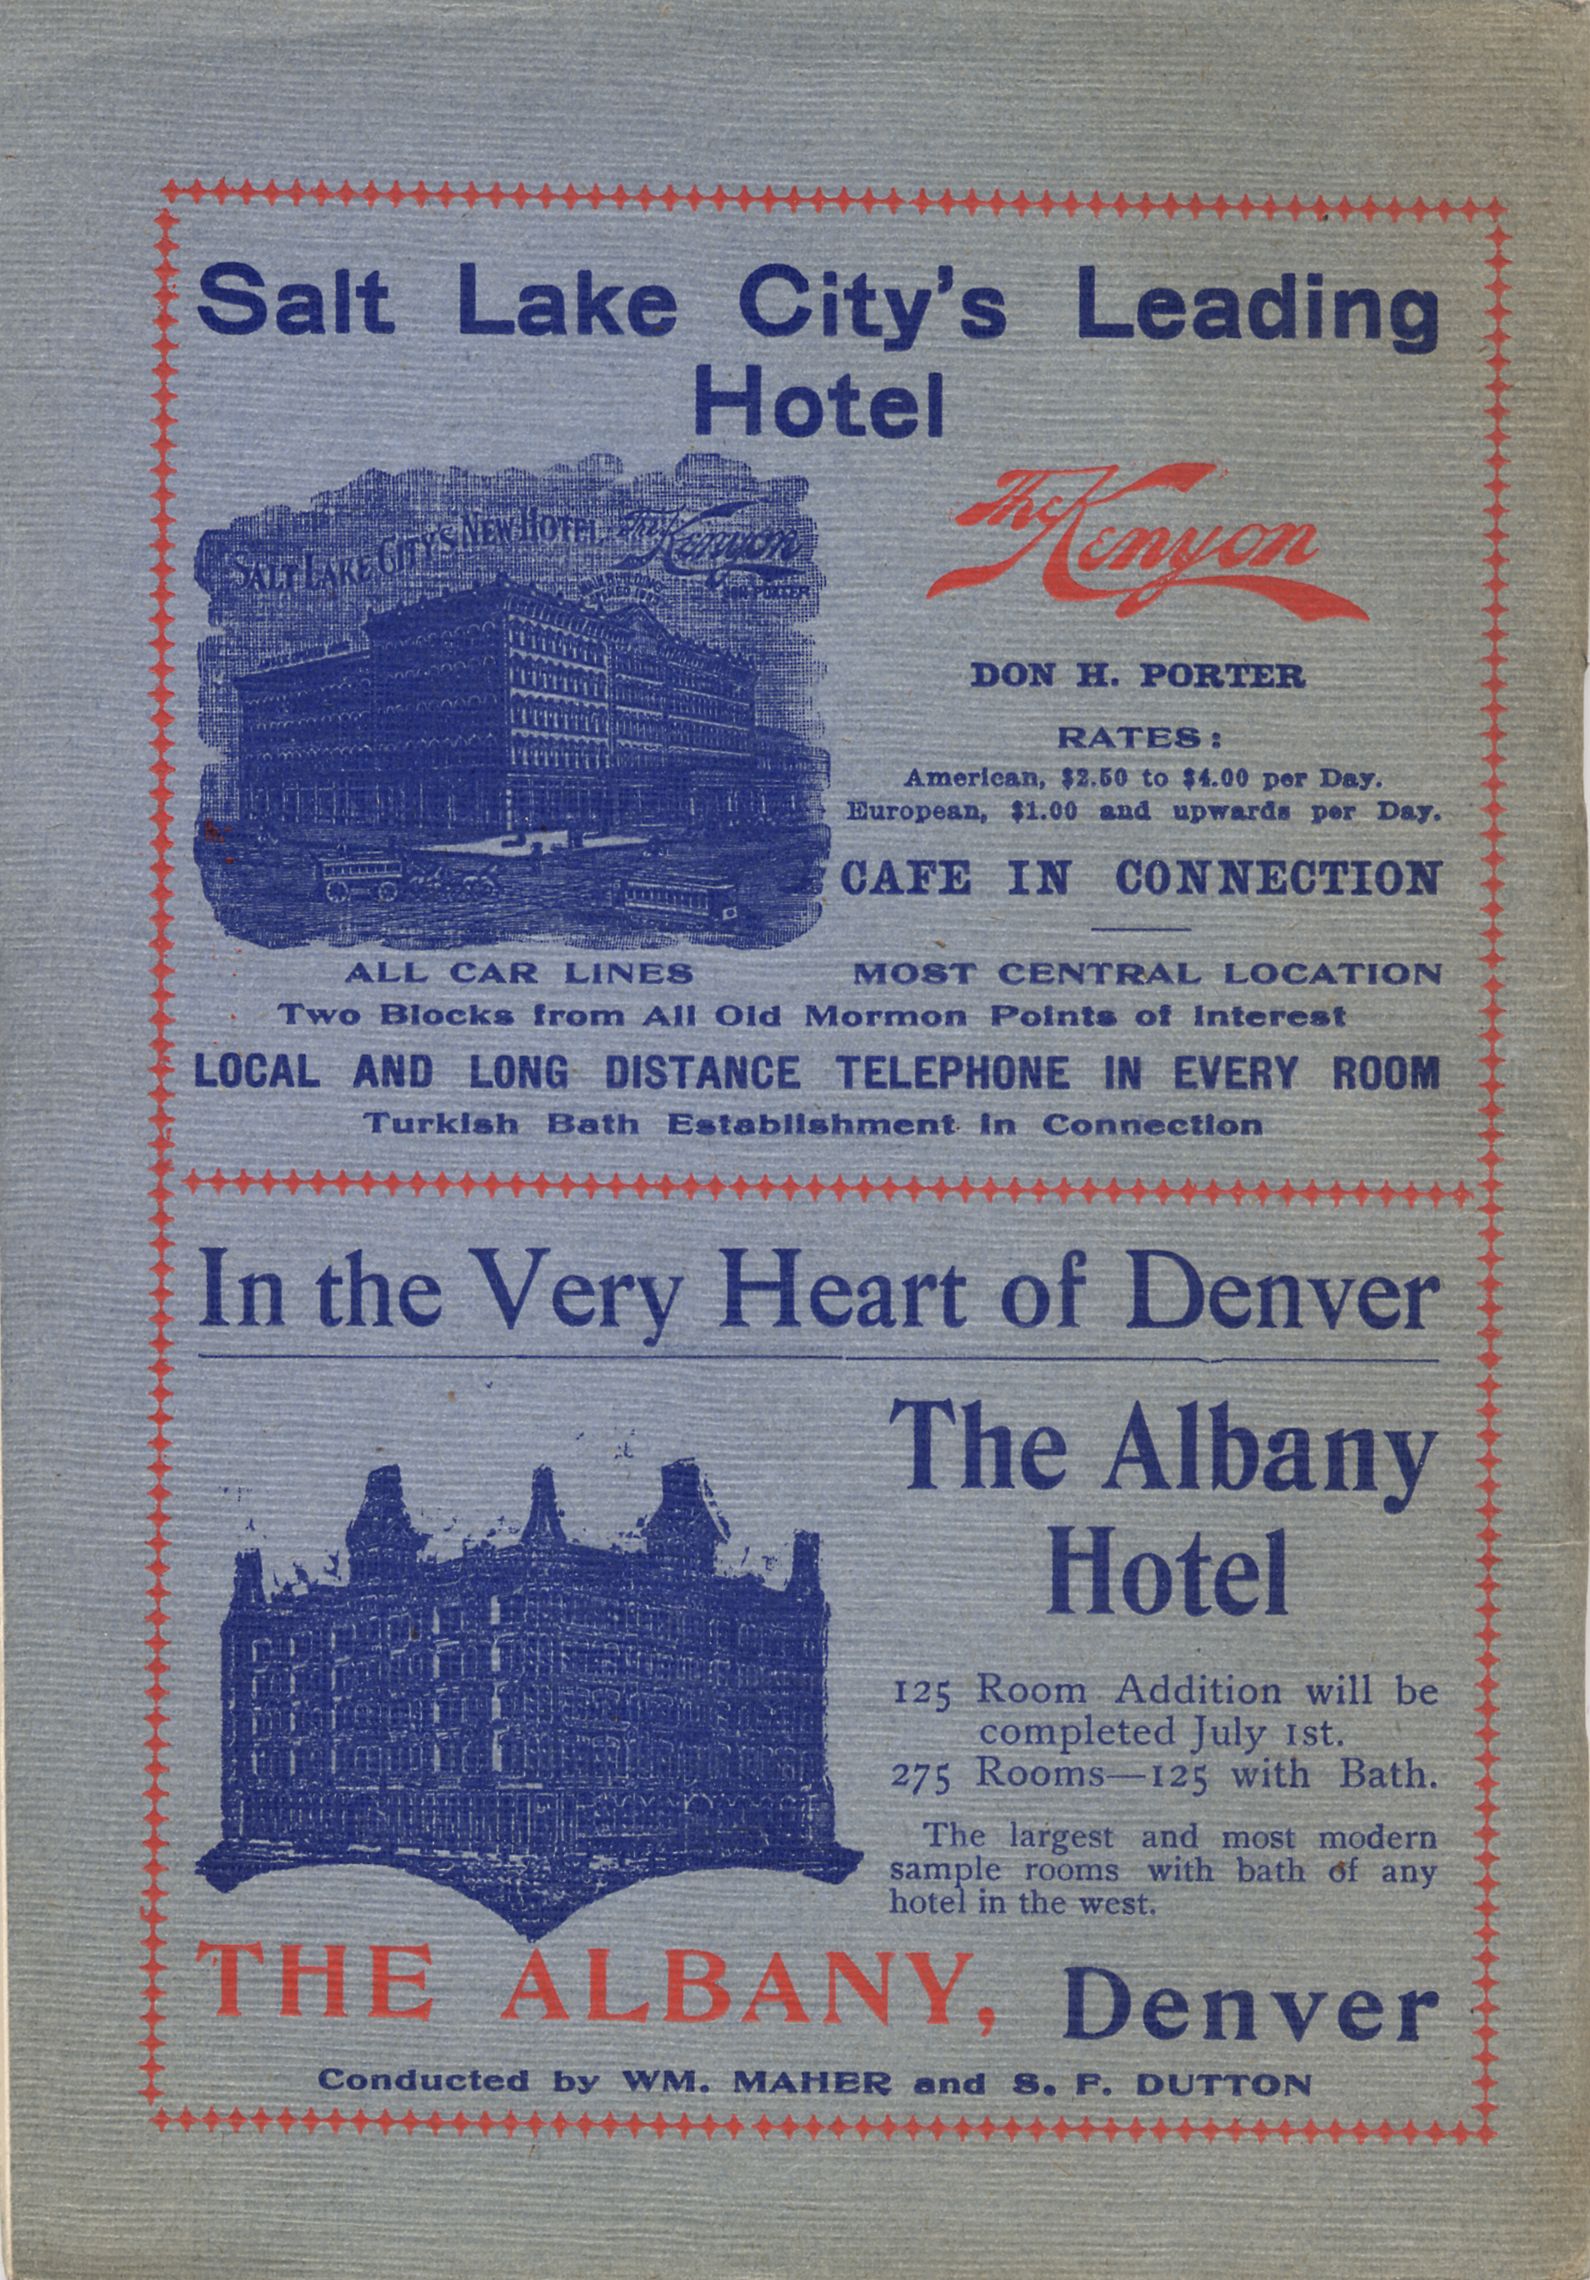 Salt Lake City's Leading
Hotel
SALT LAKE CITY'S NEW HOTEL, The Kenyon
DON PORTER
The Kenyon
DON H. PORTER
RATES:
American, $2.50 to $4.00 per Day.
European, $1.00 and upwards per Day.
CAFE IN CONNECTION
ALL CAR LINES MOST CENTRAL LOCATION
Two Blocks from All Old Mormon Points of Interest
LOCAL AND LONG DISTANCE TELEPHONE IN EVERY ROOM
Turkish Bath Establishment in Connection
In the Very Heart of Denver
The Albany
Hotel
125 Room Addition will be
completed July 1st.
275 Rooms—125 with Bath.
The largest and most modern
sample rooms with bath of any
hotel in the west.
THE ALBANY, Denver
Conducted by WM. MAHER and S. F. DUTTON